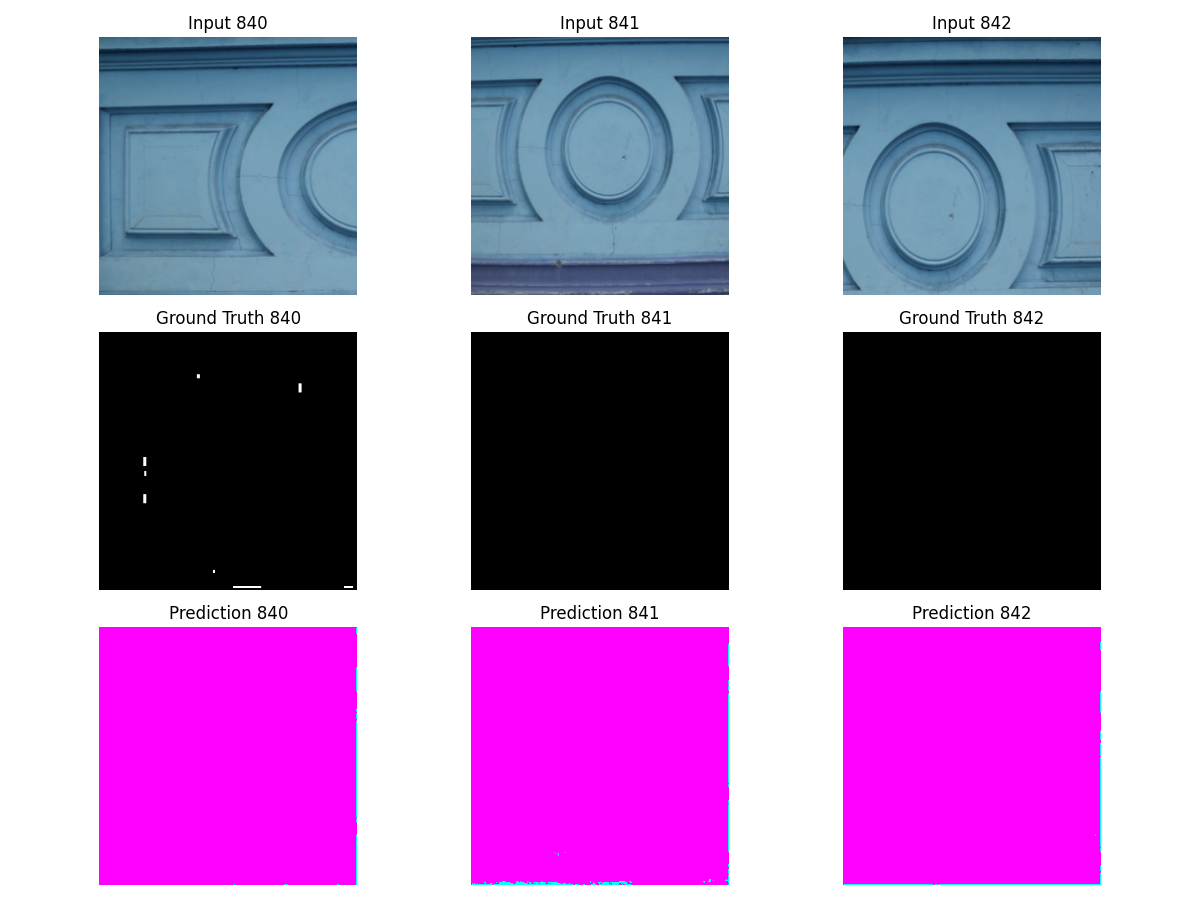 Input 840
Input 841
Input 842
Ground Truth 840
Ground Truth 841
Ground Truth 842
Prediction 840
Prediction 841
Prediction 842